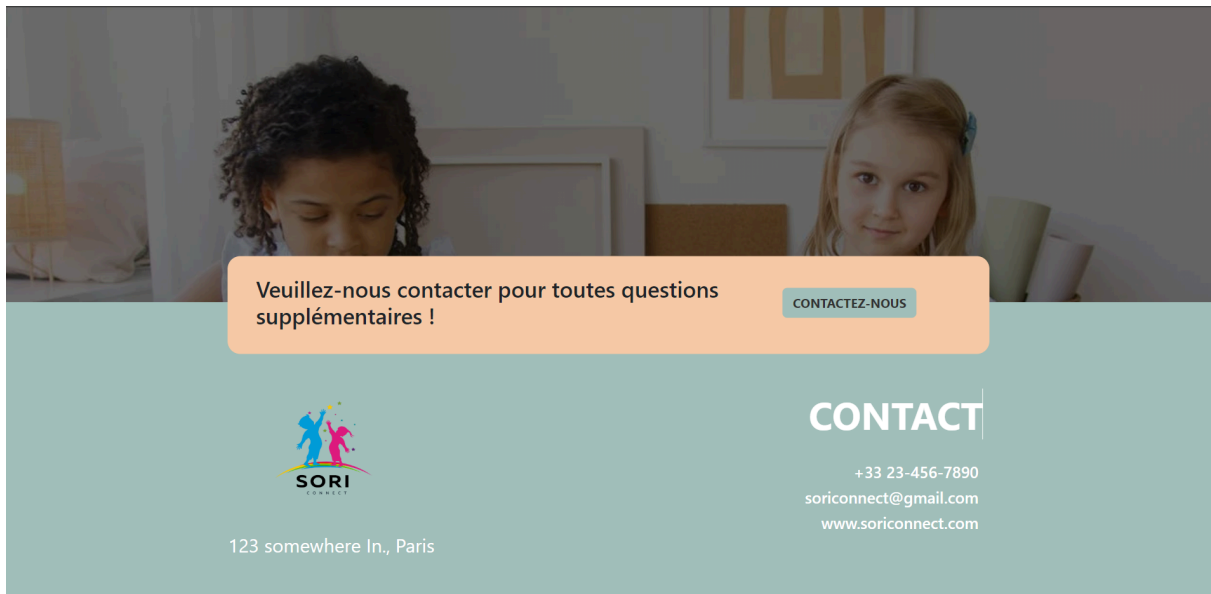 Veuillez-nous contacter pour toutes questions
supplémentaires !
CONTACTEZ-NOUS
SORI
CONNECT
123 somewhere In., Paris
CONTACT
+33 23-456-7890
soriconnect@gmail.com
www.soriconnect.com